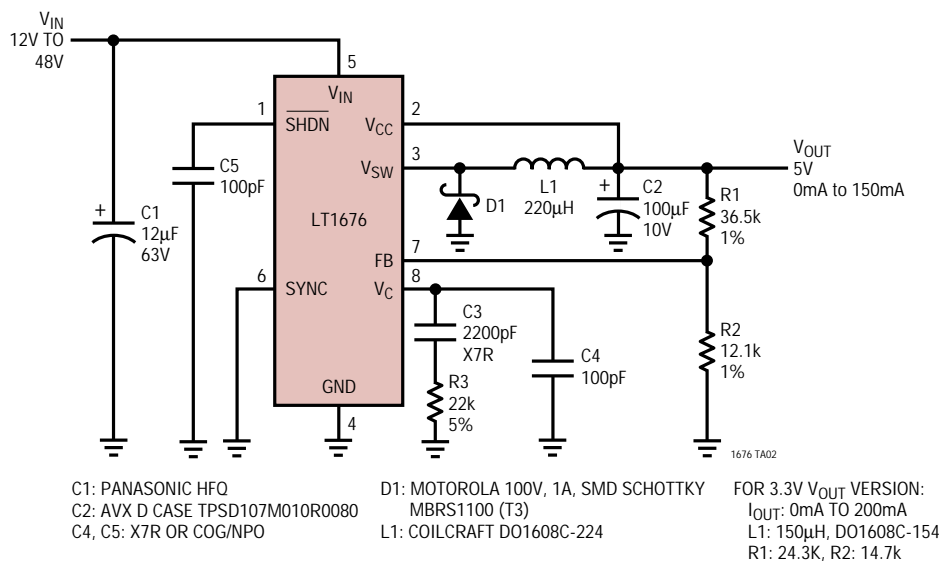 VIN
12V TO
48V
5
VIN
1
SHDN
2
VCC
3
VSW
C5
100pF
LT1676
D1
L1
220µH
+
C2
100µF
10V
VOUT
5V
0mA to 150mA
R1
36.5k
1%
+
C1
12µF
63V
7
FB
6
SYNC
8
VC
C3
2200pF
X7R
C4
100pF
R2
12.1k
1%
R3
22k
5%
GND
4
1676 TA02
C1: PANASONIC HFQ
C2: AVX D CASE TPSD107M010R0080
C4, C5: X7R OR COG/NPO
D1: MOTOROLA 100V, 1A, SMD SCHOTTKY
MBRS1100 (T3)
L1: COILCRAFT DO1608C-224
FOR 3.3V VOUT VERSION:
IOUT: 0mA TO 200mA
L1: 150µH, DO1608C-154
R1: 24.3K, R2: 14.7k